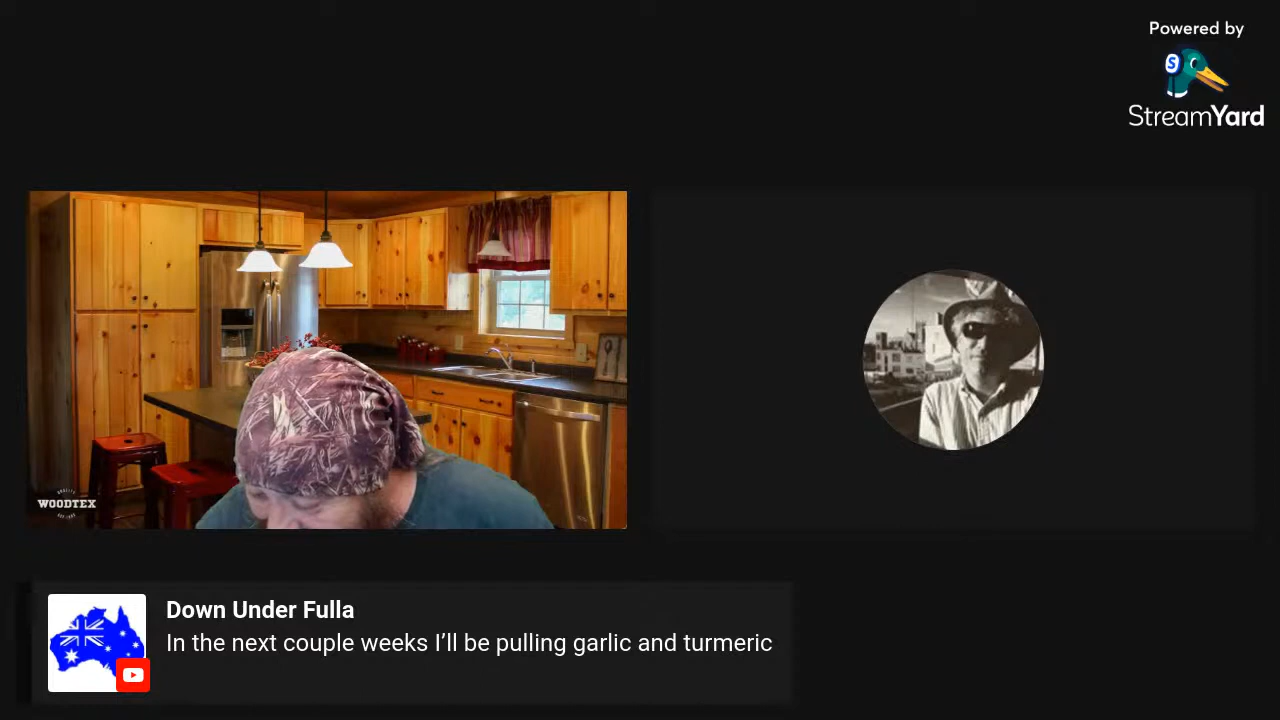 Powered by
S
StreamYard
WOODTEX
Down Under Fulla
In the next couple weeks I’ll be pulling garlic and turmeric